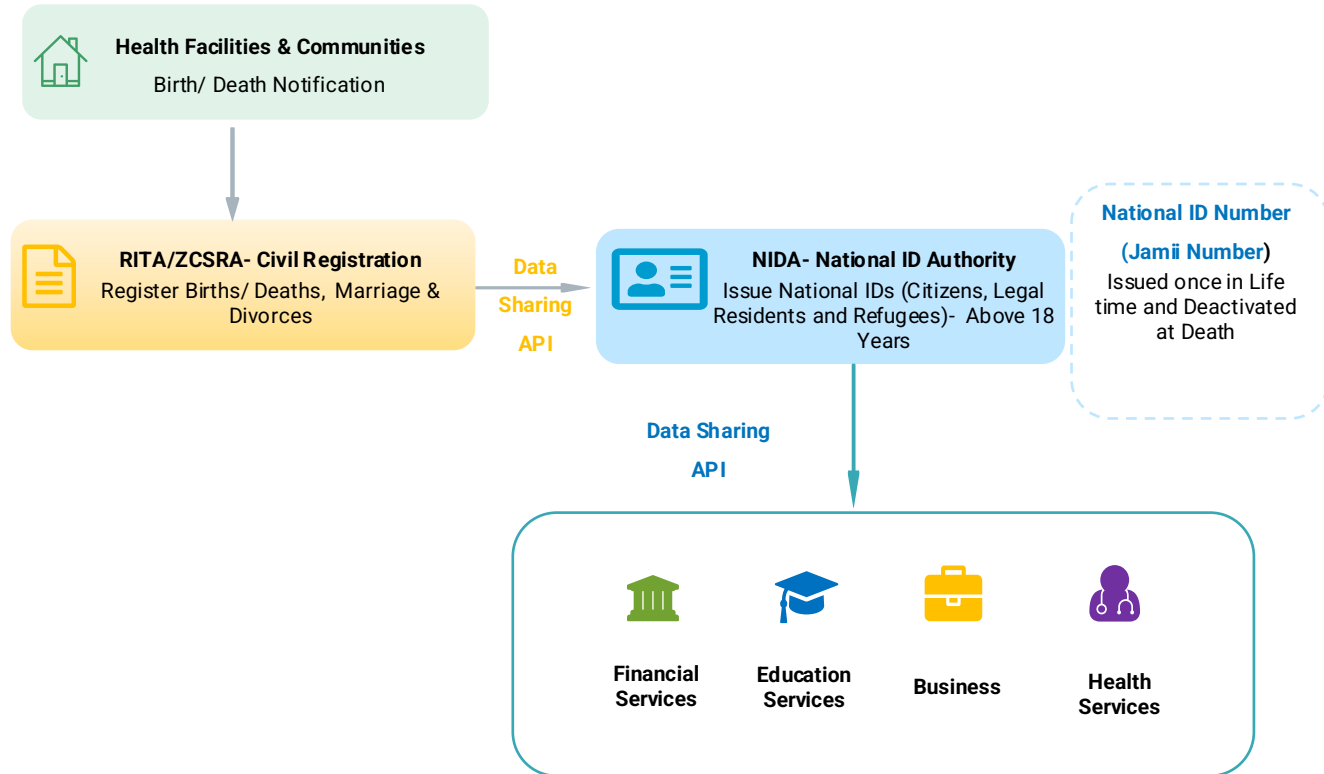 Health Facilities & Communities
Birth/ Death Notification
RITA/ZCSRA- Civil Registration
Register Births/ Deaths, Marriage &
Divorces
Data
Sharing
API
NIDA- National ID Authority
Issue National IDs (Citizens, Legal
Residents and Refugees)- Above 18
Years
National ID Number
(Jamii Number)
Issued once in Life
time and Deactivated
at Death
Data Sharing
API
Financial
Services
Education
Services
Business
Health
Services